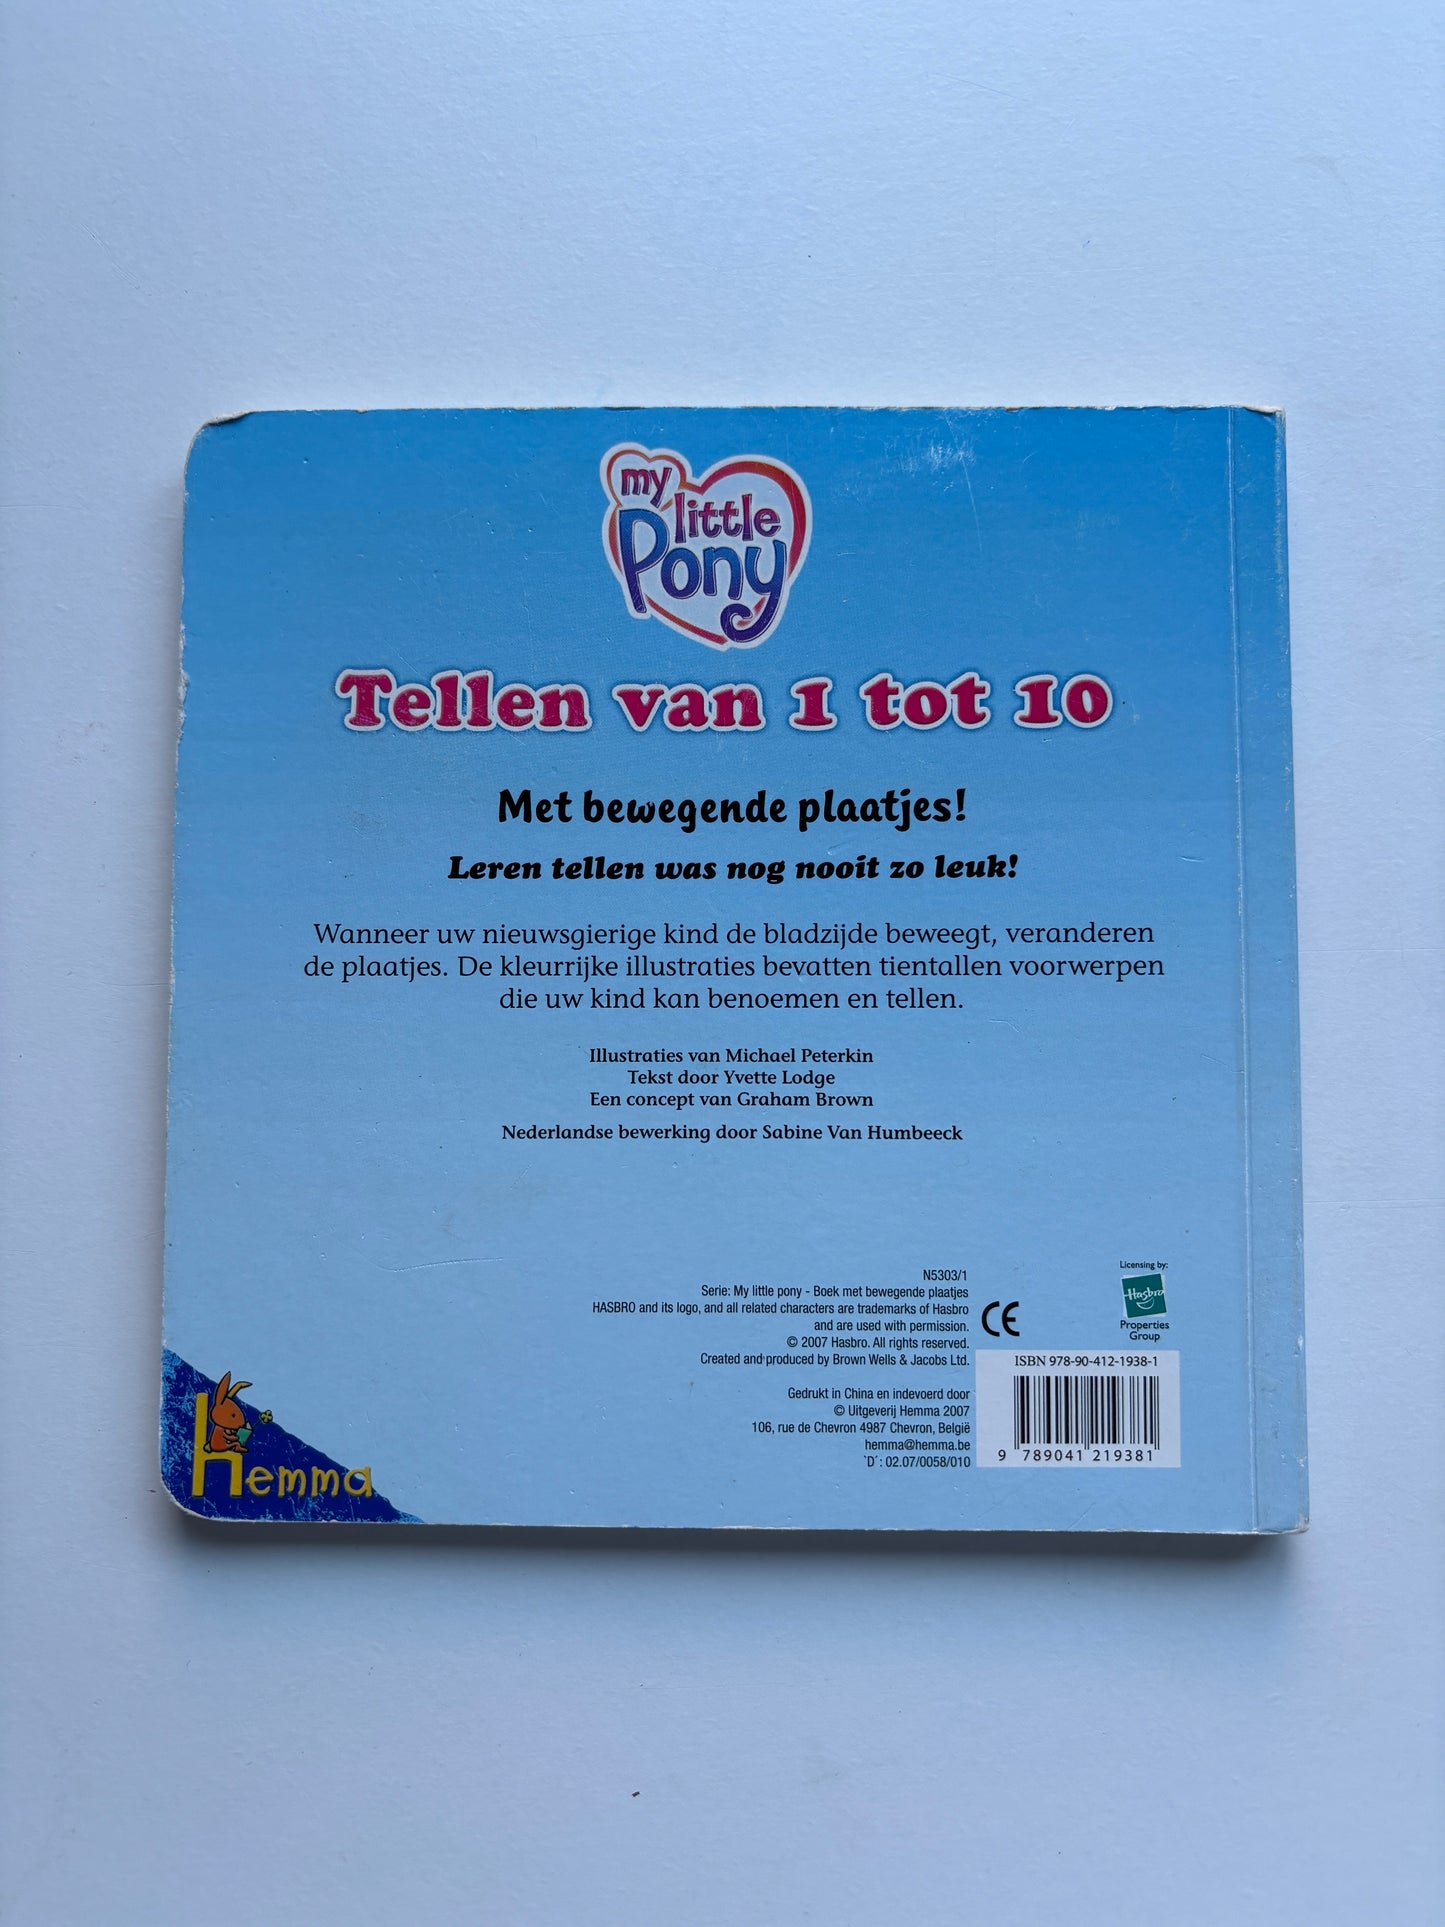 my
little
Pony
Tellen van 1 tot 10
Met bewegende plaatjes!
Leren tellen was nog nooit zo leuk!
Wanneer uw nieuwsgierige kind de bladzijde beweegt, veranderen
de plaatjes. De kleurrijke illustraties bevatten tientallen voorwerpen
die uw kind kan benoemen en tellen.
Illustraties van Michael Peterkin
Tekst door Yvette Lodge
Een concept van Graham Brown
Nederlandse bewerking door Sabine Van Humbeeck
N5303/1
Serie: My little pony - Boek met bewegende plaatjes
HASBRO and its logo, and all related characters are trademarks of Hasbro
and are used with permission.
© 2007 Hasbro. All rights reserved.
Created and produced by Brown Wells & Jacobs Ltd.
Gedrukt in China en indevoerd door
© Uitgeverij Hemma 2007
106, rue de Chevron 4987 Chevron, België
hemma@hemma.be
`D´: 02.07/0058/010
CE
Licensing by:
Hasbro
Properties
Group
ISBN 978-90-412-1938-1
9 789041 219381
hemma